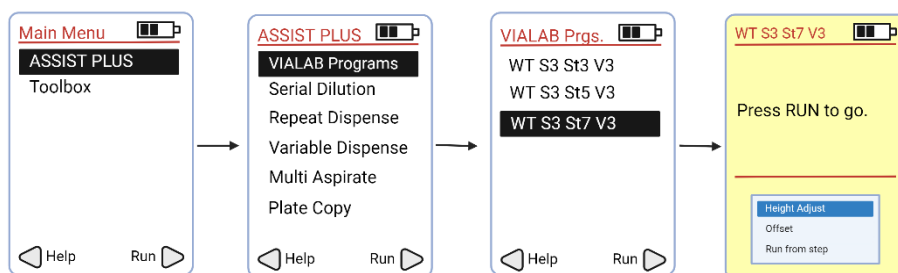 Main Menu
ASSIST PLUS
Toolbox
Help Run
ASSIST PLUS
VIALAB Programs
Serial Dilution
Repeat Dispense
Variable Dispense
Multi Aspirate
Plate Copy
Help Run
VIALAB Prgs.
WT S3 St3 V3
WT S3 St5 V3
WT S3 St7 V3
Help Run
WT S3 St7 V3
Press RUN to go.
Height Adjust
Offset
Run from step